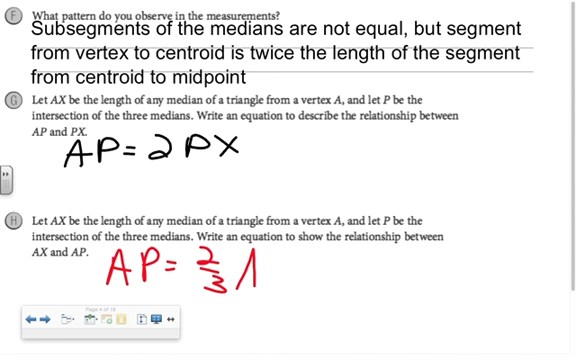 F What pattern do you observe in the measurements?
Subsegments of the medians are not equal, but segment
from vertex to centroid is twice the length of the segment
from centroid to midpoint
G Let AX be the length of any median of a triangle from a vertex A, and let P be the
intersection of the three medians. Write an equation to describe the relationship between
AP and PX.
AP = 2 PX
H Let AX be the length of any median of a triangle from a vertex A, and let P be the
intersection of the three medians. Write an equation to show the relationship between
AX and AP.
AP = 2/3
Page 4 of 18